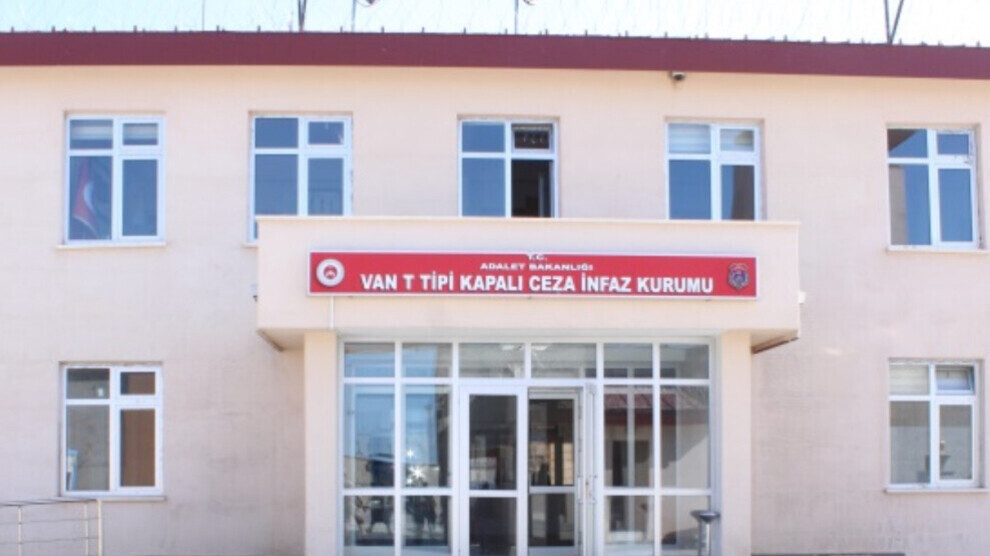 T.C.
ADALET BAKANLIĞI
VAN T TİPİ KAPALI CEZA İNFAZ KURUMU